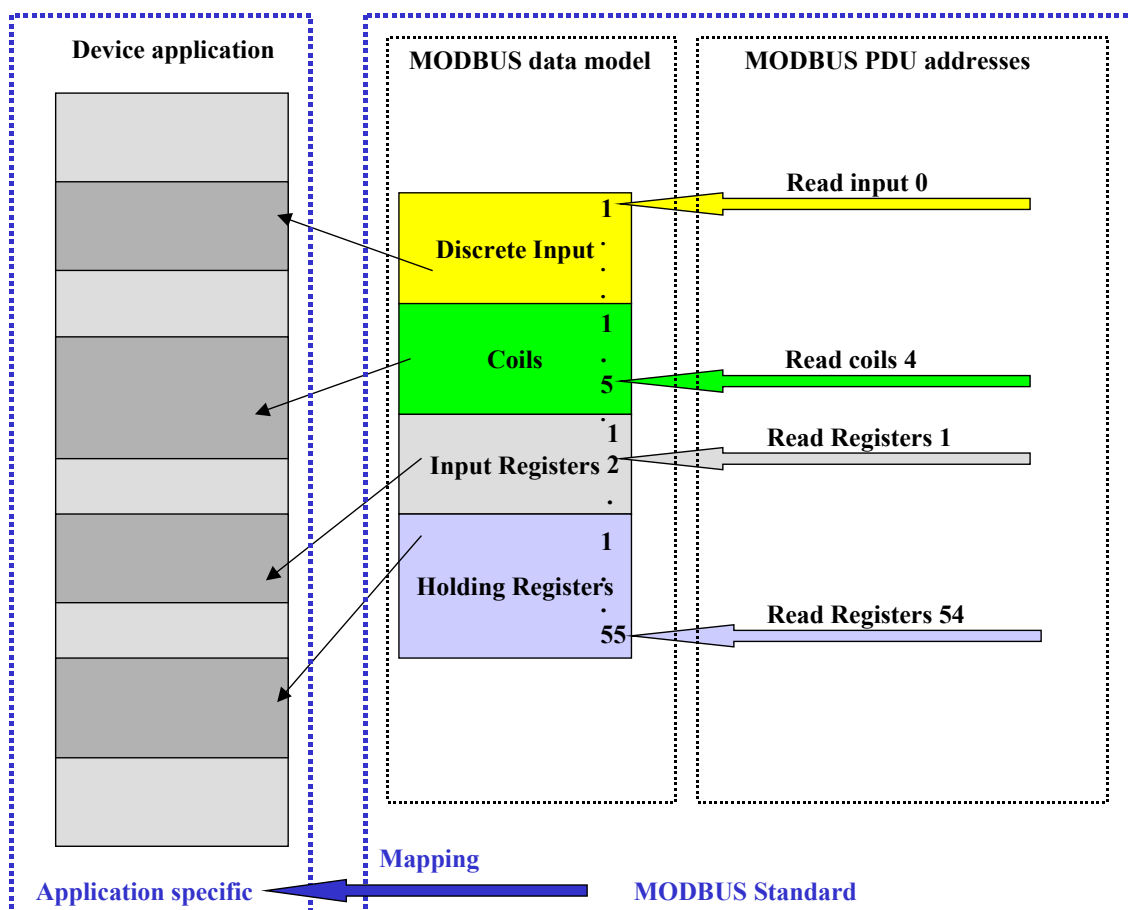 Device application
MODBUS data model
MODBUS PDU addresses
Read input 0
1
.
Discrete Input
.
.
.
1
Coils
.
5
.
Read coils 4
1
Input Registers 2
.
Read Registers 1
1
.
Holding Registers
.
.
55
Read Registers 54
Mapping
Application specific
MODBUS Standard